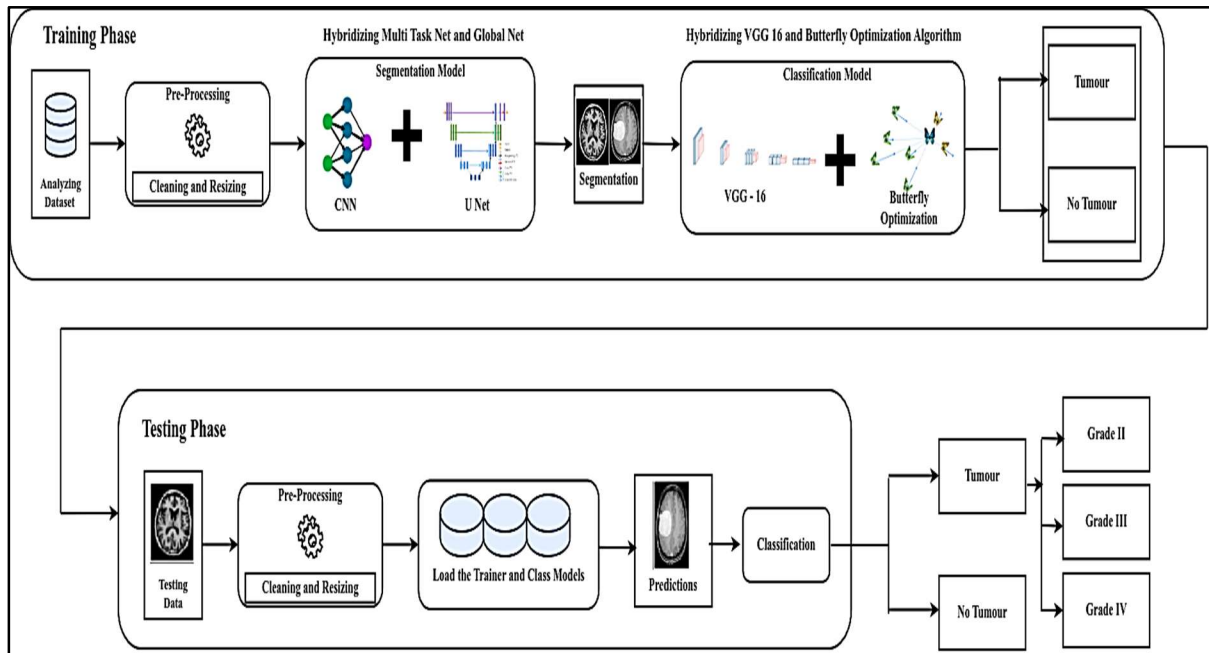 Training Phase
Hybridizing Multi Task Net and Global Net
Hybridizing VGG 16 and Butterfly Optimization Algorithm
Analyzing
Dataset
Pre-Processing
Cleaning and Resizing
Segmentation Model
CNN
U Net
Segmentation
Classification Model
VGG - 16
Butterfly
Optimization
Tumour
No Tumour
Testing Phase
Testing
Data
Pre-Processing
Cleaning and Resizing
Load the Trainer and Class Models
Predictions
Classification
Tumour
No Tumour
Grade II
Grade III
Grade IV